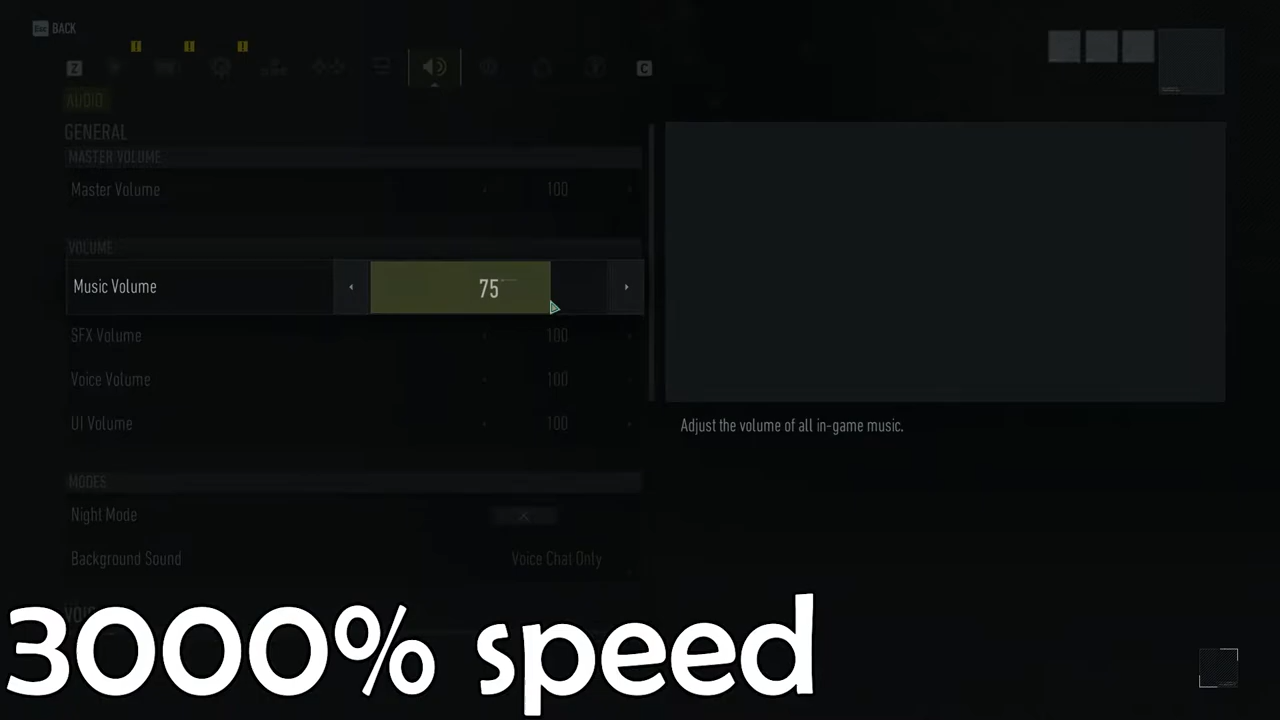 Esc BACK
! ! !
Z C
AUDIO
GENERAL
MASTER VOLUME
Master Volume 100
VOLUME
Music Volume 75
SFX Volume 100
Voice Volume 100
UI Volume 100
Adjust the volume of all in-game music.
MODES
Night Mode
Background Sound Voice Chat Only
3000% speed